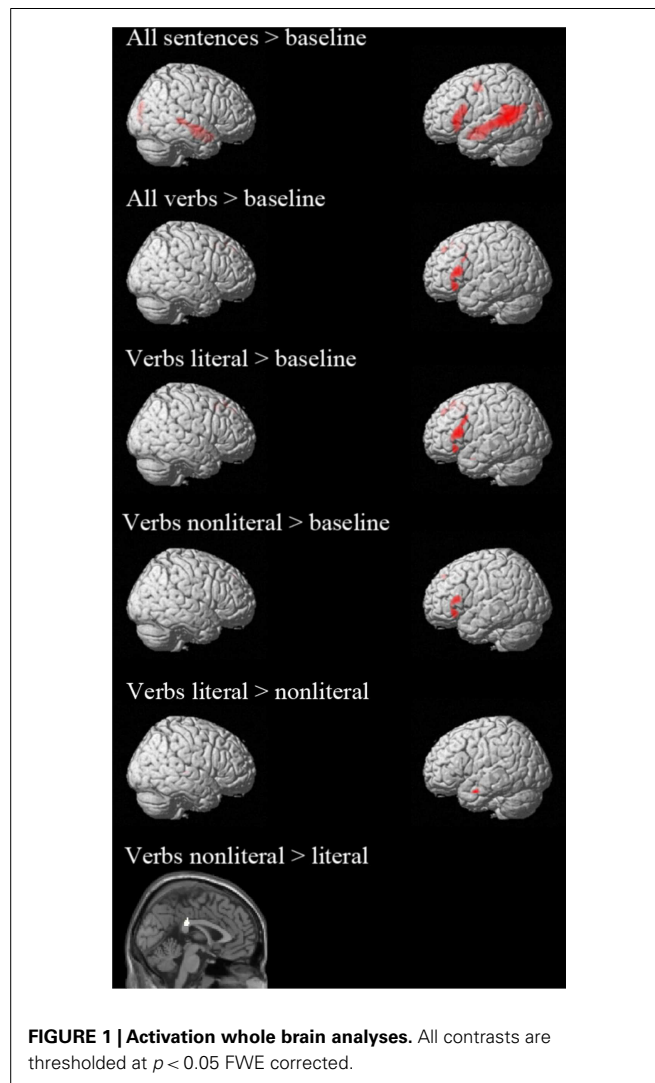 All sentences > baseline
All verbs > baseline
Verbs literal > baseline
Verbs nonliteral > baseline
Verbs literal > nonliteral
Verbs nonliteral > literal
FIGURE 1 | Activation whole brain analyses. All contrasts are
thresholded at p < 0.05 FWE corrected.